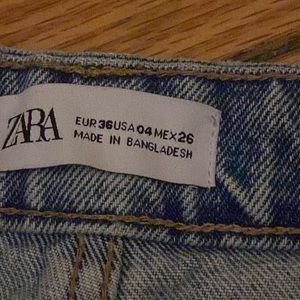 ZARA
EUR 36 USA 04 MEX 26
MADE IN BANGLADESH